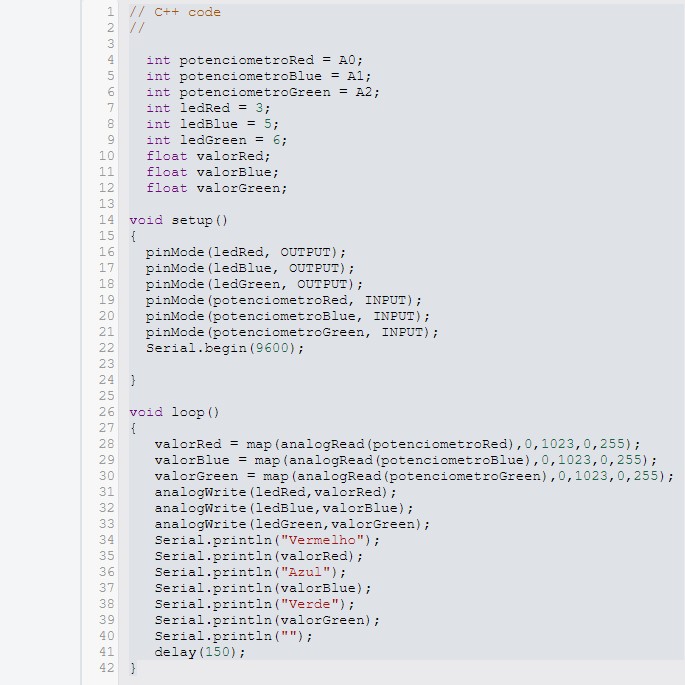 1 // C++ code
2 //
3
4 int potenciometroRed = A0;
5 int potenciometroBlue = A1;
6 int potenciometroGreen = A2;
7 int ledRed = 3;
8 int ledBlue = 5;
9 int ledGreen = 6;
10 float valorRed;
11 float valorBlue;
12 float valorGreen;
13
14 void setup()
15 {
16 pinMode(ledRed, OUTPUT);
17 pinMode(ledBlue, OUTPUT);
18 pinMode(ledGreen, OUTPUT);
19 pinMode(potenciometroRed, INPUT);
20 pinMode(potenciometroBlue, INPUT);
21 pinMode(potenciometroGreen, INPUT);
22 Serial.begin(9600);
23
24 }
25
26 void loop()
27 {
28 valorRed = map(analogRead(potenciometroRed),0,1023,0,255);
29 valorBlue = map(analogRead(potenciometroBlue),0,1023,0,255);
30 valorGreen = map(analogRead(potenciometroGreen),0,1023,0,255);
31 analogWrite(ledRed,valorRed);
32 analogWrite(ledBlue,valorBlue);
33 analogWrite(ledGreen,valorGreen);
34 Serial.println("Vermelho");
35 Serial.println(valorRed);
36 Serial.println("Azul");
37 Serial.println(valorBlue);
38 Serial.println("Verde");
39 Serial.println(valorGreen);
40 Serial.println("");
41 delay(150);
42 }